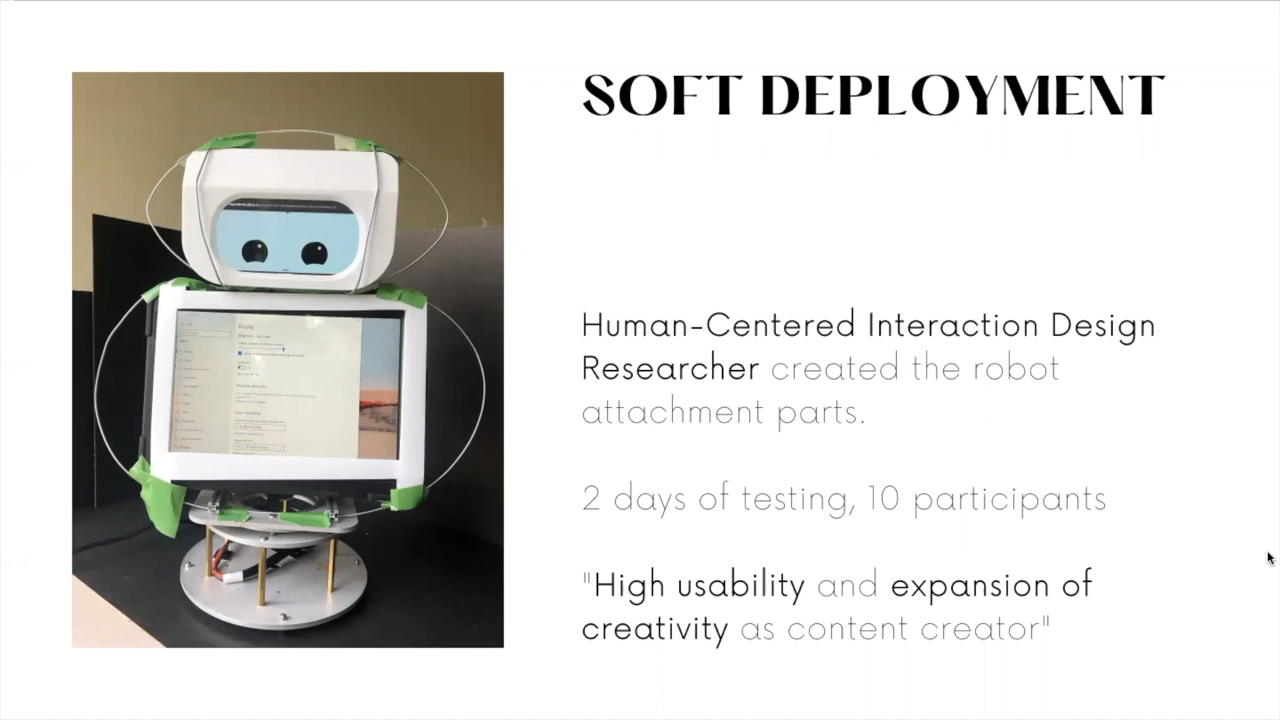 SOFT DEPLOYMENT
Human-Centered Interaction Design
Researcher created the robot
attachment parts.
2 days of testing, 10 participants
"High usability and expansion of
creativity as content creator"
Display